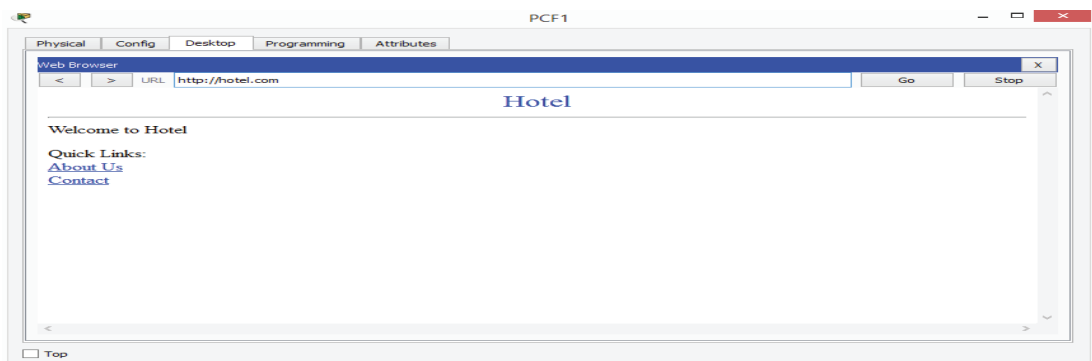 PCF1
Physical Config Desktop Programming Attributes
Web Browser X
< > URL http://hotel.com Go Stop
Hotel
Welcome to Hotel
Quick Links:
About Us
Contact
Top